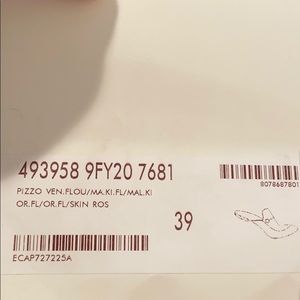 493958 9FY20 7681
PIZZO VEN.FLOU/MA.KI.FL/MAL.KI
OR.FL/OR.FL/SKIN ROS
8078687801
39
ECAP727225A